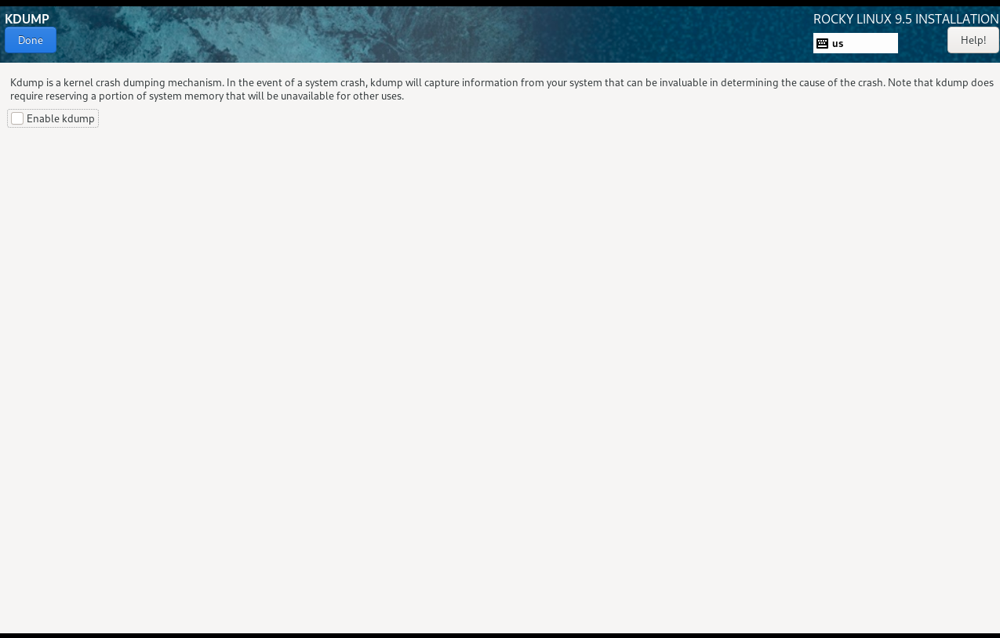 KDUMP
ROCKY LINUX 9.5 INSTALLATION
Done
us
Help!
Kdump is a kernel crash dumping mechanism. In the event of a system crash, kdump will capture information from your system that can be invaluable in determining the cause of the crash. Note that kdump does
require reserving a portion of system memory that will be unavailable for other uses.
Enable kdump